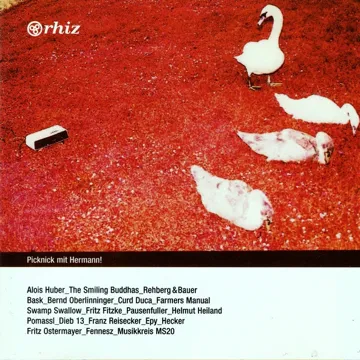 rhiz
Picknick mit Hermann!
Alois Huber_The Smiling Buddhas_Rehberg & Bauer
Bask_Bernd Oberlinninger_Curd Duca_Farmers Manual
Swamp Swallow_Fritz Fitzke_Pausenfuller_Helmut Heiland
Pomassl_Dieb 13_Franz Reisecker_Epy_Hecker
Fritz Ostermayer_Fennesz_Musikkreis MS20